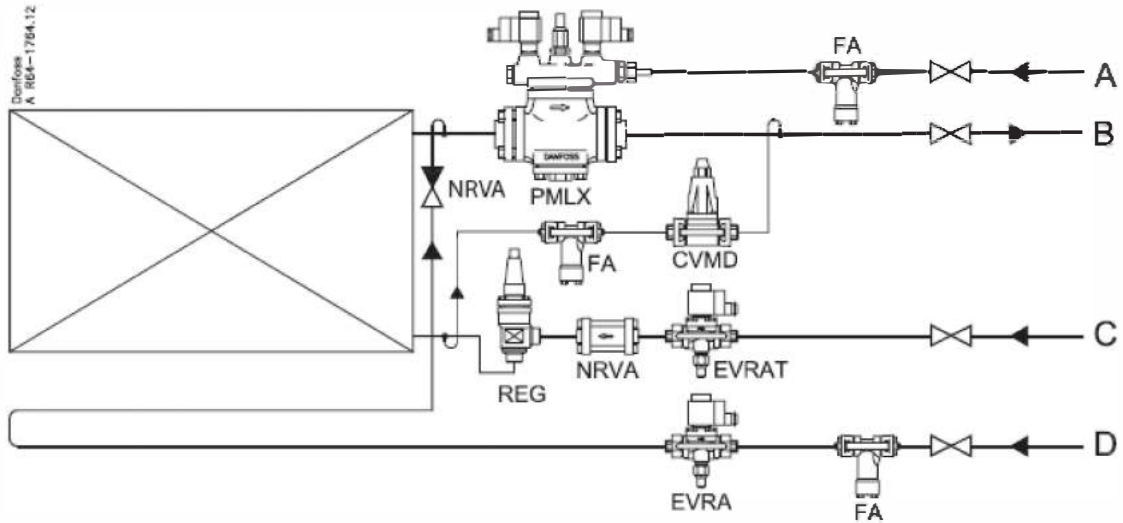 Danfoss
A R64-1764.12
FA
A
B
DANFOSS
PMLX
NRVA
FA
CVMD
C
REG
NRVA
EVRAT
D
EVRA
FA